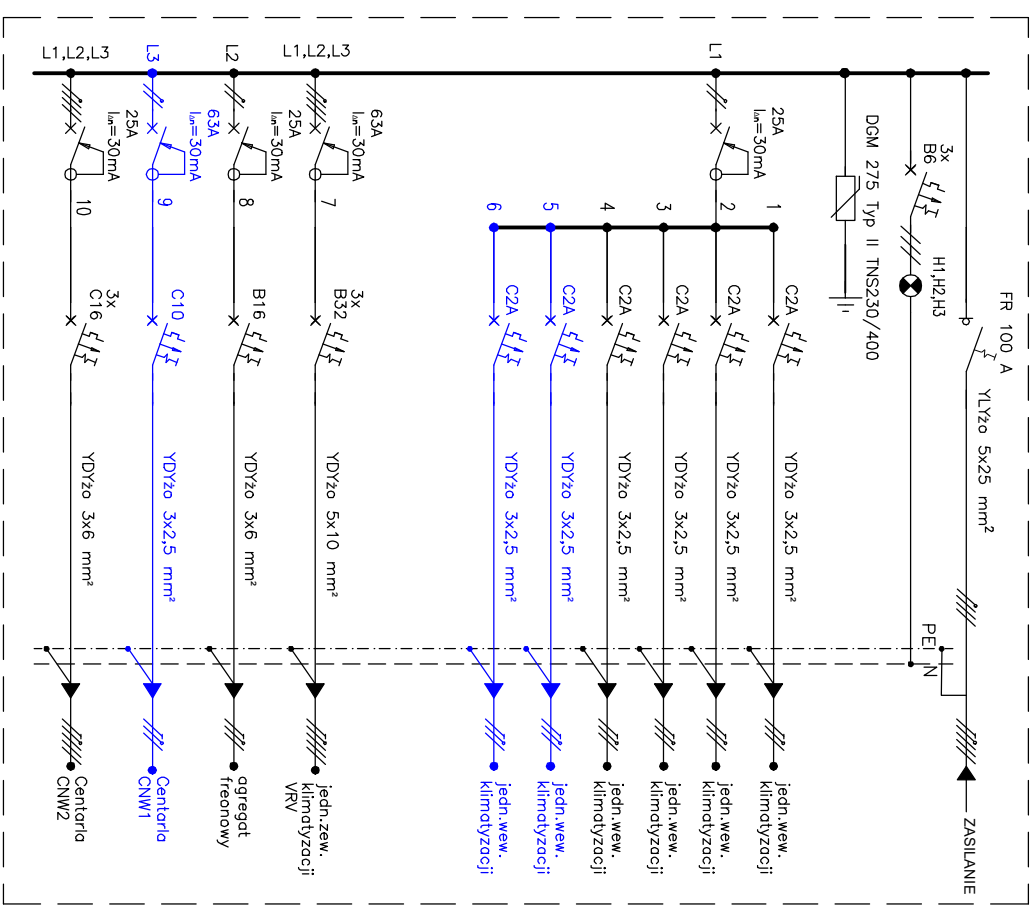 FR 100 A
YLYżo 5x25 mm²
PE
N
ZASILANIE
3x
B6
H1,H2,H3
DGM 275 Typ II TNS230/400
L1
25A
IΔn=30mA
1
C2A
YDYżo 3x2,5 mm²
jedn.wew.
klimatyzacji
2
C2A
YDYżo 3x2,5 mm²
jedn.wew.
klimatyzacji
3
C2A
YDYżo 3x2,5 mm²
jedn.wew.
klimatyzacji
4
C2A
YDYżo 3x2,5 mm²
jedn.wew.
klimatyzacji
5
C2A
YDYżo 3x2,5 mm²
jedn.wew.
klimatyzacji
6
C2A
YDYżo 3x2,5 mm²
jedn.wew.
klimatyzacji
L1,L2,L3
63A
IΔn=30mA
7
3x
B32
YDYżo 5x10 mm²
jedn.zew.
klimatyzacji
VRV
L2
25A
IΔn=30mA
8
B16
YDYżo 3x6 mm²
agregat
freonowy
L3
63A
IΔn=30mA
9
C10
YDYżo 3x2,5 mm²
Centarla
CNW1
L1,L2,L3
25A
IΔn=30mA
10
3x
C16
YDYżo 3x6 mm²
Centarla
CNW2